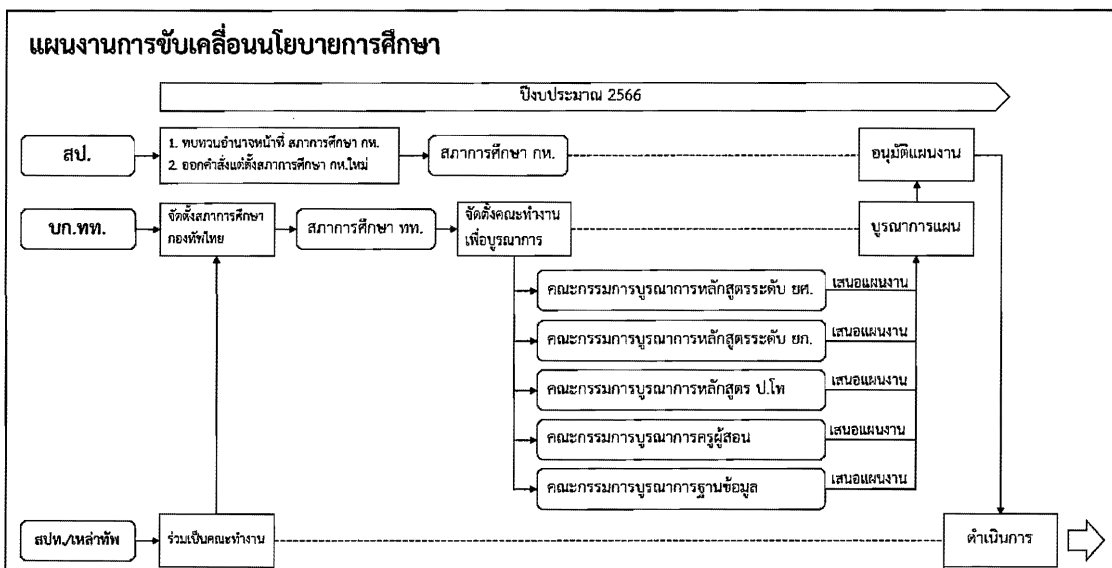 แผนงานการขับเคลื่อนนโยบายการศึกษา
ปีงบประมาณ 2566
สป.
1. ทบทวนอำนาจหน้าที่ สภาการศึกษา กห.
2. ออกคำสั่งแต่งตั้งสภาการศึกษา กห.ใหม่
สภาการศึกษา กห.
อนุมัติแผนงาน
บก.ทท.
จัดตั้งสภาการศึกษา
กองทัพไทย
สภาการศึกษา ทท.
จัดตั้งคณะทำงาน
เพื่อบูรณาการ
บูรณาการแผน
คณะกรรมการบูรณาการหลักสูตรระดับ ยศ.
เสนอแผนงาน
คณะกรรมการบูรณาการหลักสูตรระดับ ยก.
เสนอแผนงาน
คณะกรรมการบูรณาการหลักสูตร ป.โท
เสนอแผนงาน
คณะกรรมการบูรณาการครูผู้สอน
เสนอแผนงาน
คณะกรรมการบูรณาการฐานข้อมูล
เสนอแผนงาน
สปท./เหล่าทัพ
ร่วมเป็นคณะทำงาน
ดำเนินการ